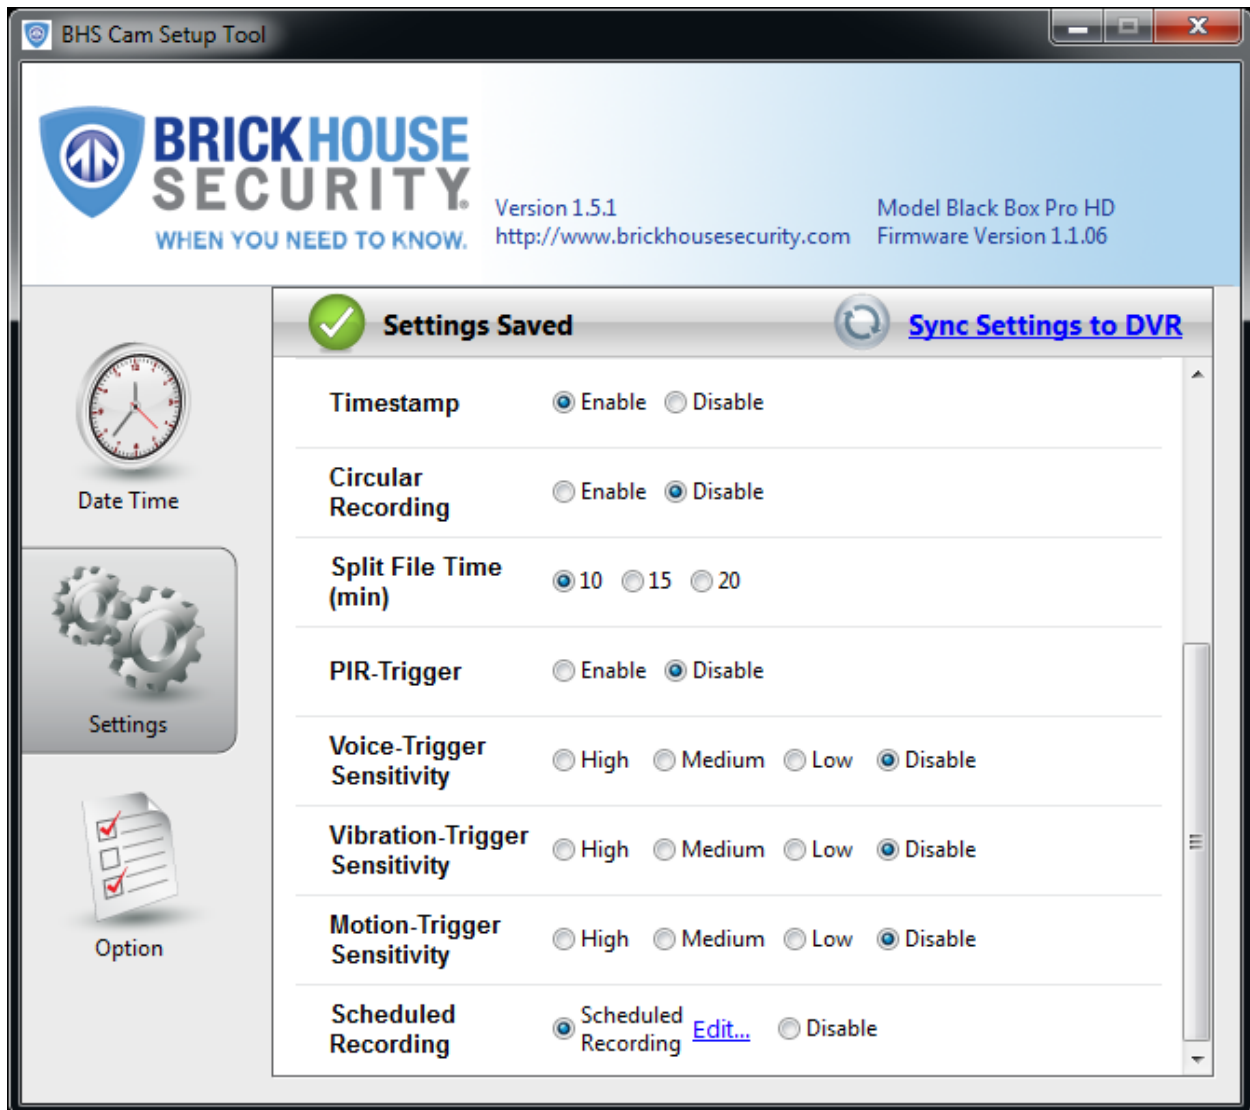 BHS Cam Setup Tool
BRICKHOUSE
SECURITY®
WHEN YOU NEED TO KNOW.
Version 1.5.1
http://www.brickhousesecurity.com
Model Black Box Pro HD
Firmware Version 1.1.06
Date Time
Settings
Option
Settings Saved
Sync Settings to DVR
Timestamp
Enable Disable
Circular
Recording
Enable Disable
Split File Time
(min)
10 15 20
PIR-Trigger
Enable Disable
Voice-Trigger
Sensitivity
High Medium Low Disable
Vibration-Trigger
Sensitivity
High Medium Low Disable
Motion-Trigger
Sensitivity
High Medium Low Disable
Scheduled
Recording
Scheduled
Recording
Edit...
Disable